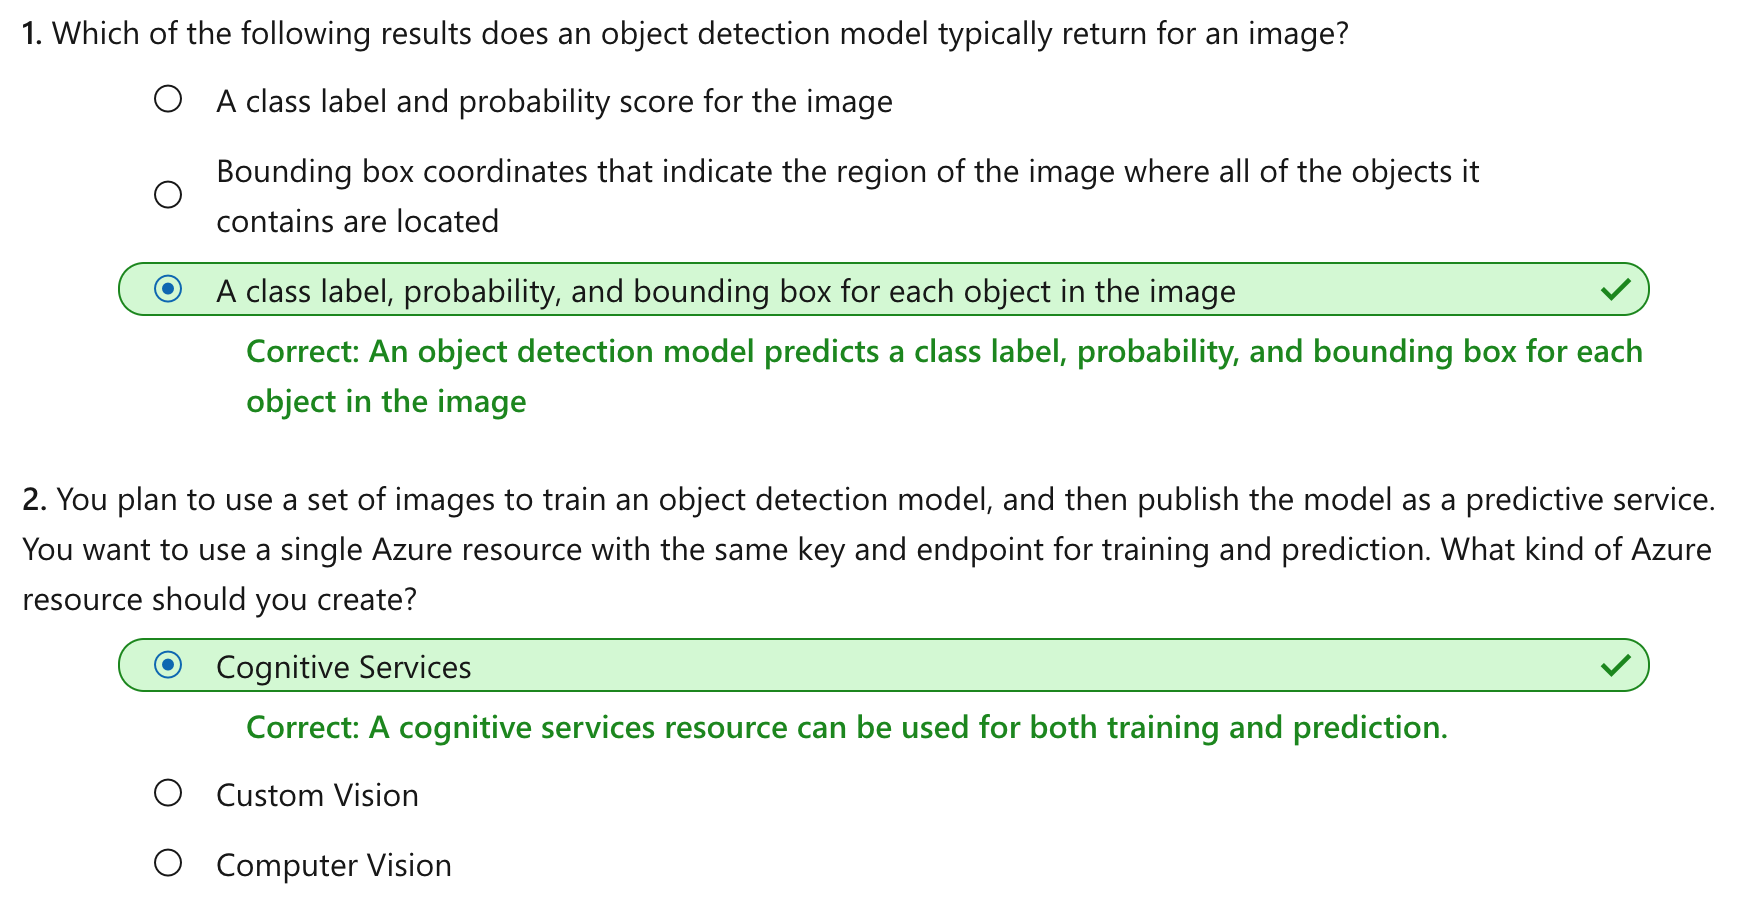 1. Which of the following results does an object detection model typically return for an image?
A class label and probability score for the image
Bounding box coordinates that indicate the region of the image where all of the objects it
contains are located
A class label, probability, and bounding box for each object in the image
Correct: An object detection model predicts a class label, probability, and bounding box for each
object in the image
2. You plan to use a set of images to train an object detection model, and then publish the model as a predictive service.
You want to use a single Azure resource with the same key and endpoint for training and prediction. What kind of Azure
resource should you create?
Cognitive Services
Correct: A cognitive services resource can be used for both training and prediction.
Custom Vision
Computer Vision